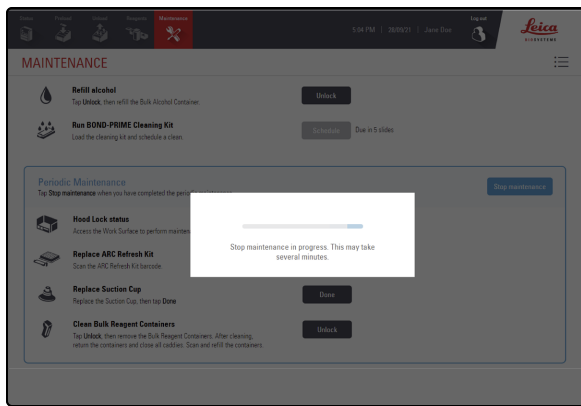 Status Preload Unload Reagents Maintenance
5:04 PM | 28/09/21 | Jane Doe
Log out
Leica
BIOSYSTEMS
MAINTENANCE
Refill alcohol
Tap Unlock, then refill the Bulk Alcohol Container.
Unlock
Run BOND-PRIME Cleaning Kit
Load the cleaning kit and schedule a clean.
Schedule
Due in 5 slides
Periodic Maintenance
Tap Stop maintenance when you have completed the perio
Stop maintenance
Hood Lock status
Access the Work Surface to perform mainten
Replace ARC Refresh Kit
Scan the ARC Refresh Kit barcode.
Stop maintenance in progress. This may take
several minutes.
Replace Suction Cup
Replace the Suction Cup, then tap Done
Done
Clean Bulk Reagent Containers
Tap Unlock, then remove the Bulk Reagent Containers. After cleaning,
return the containers and close all caddies. Scan and refill the containers.
Unlock